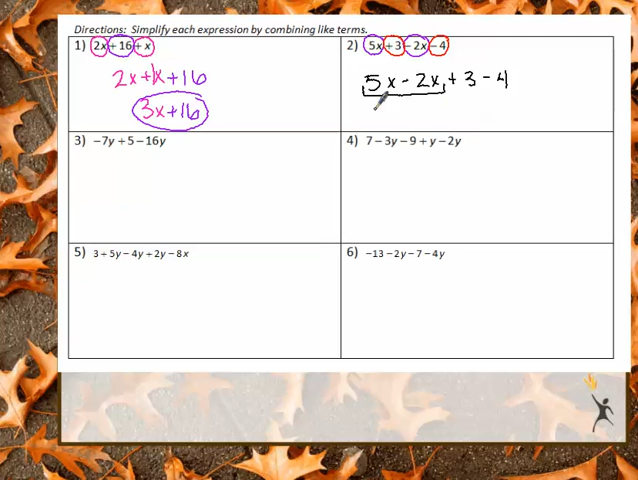 Directions: Simplify each expression by combining like terms.
1) 2x + 16 + x
2x + 1x + 16
3x + 16
2) 5x + 3 − 2x − 4
5x − 2x + 3 − 4
3) −7y + 5 − 16y
4) 7 − 3y − 9 + y − 2y
5) 3 + 5y − 4y + 2y − 8x
6) −13 − 2y − 7 − 4y